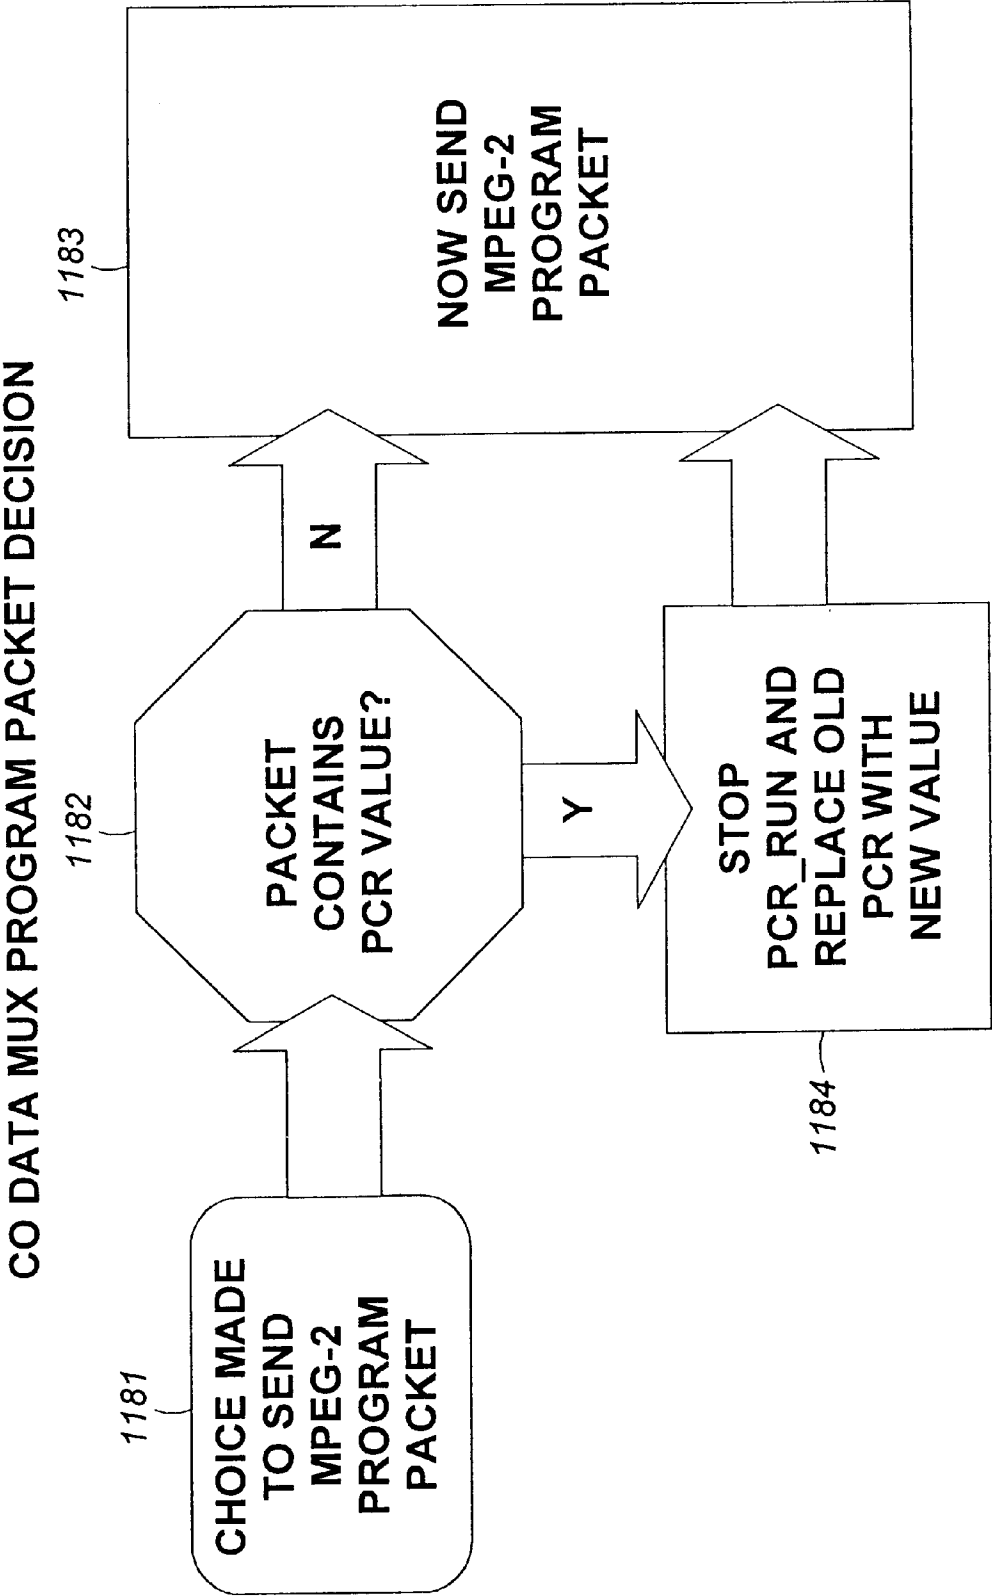 CO DATA MUX PROGRAM PACKET DECISION
1181
CHOICE MADE
TO SEND
MPEG-2
PROGRAM
PACKET
1182
PACKET
CONTAINS
PCR VALUE?
N
Y
1183
NOW SEND
MPEG-2
PROGRAM
PACKET
1184
STOP
PCR_RUN AND
REPLACE OLD
PCR WITH
NEW VALUE